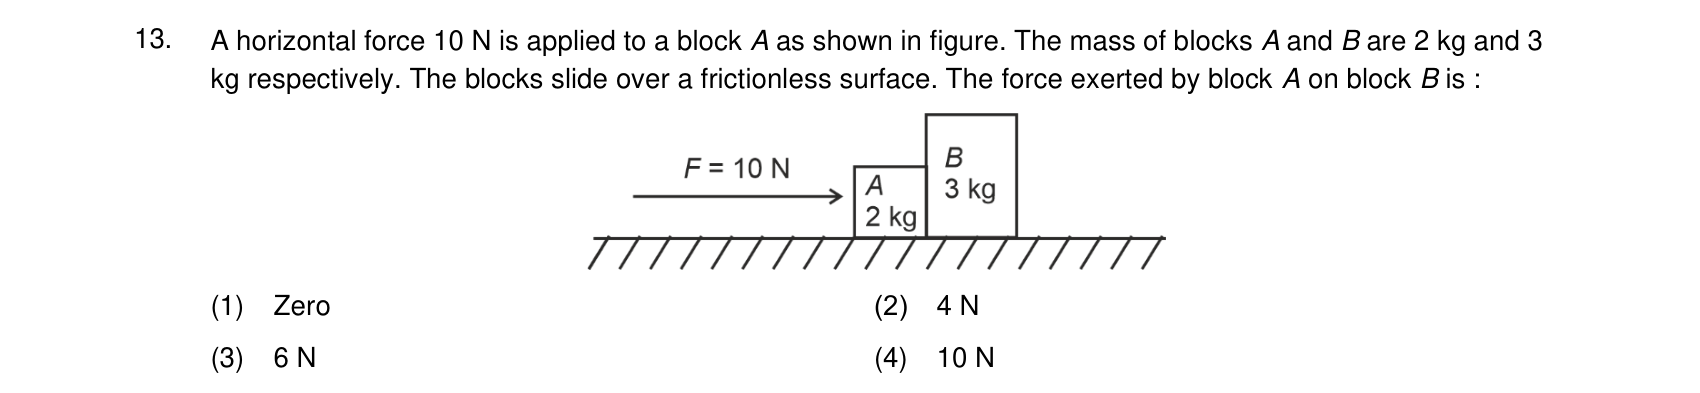 13. A horizontal force 10 N is applied to a block A as shown in figure. The mass of blocks A and B are 2 kg and 3
kg respectively. The blocks slide over a frictionless surface. The force exerted by block A on block B is :
F = 10 N
A
2 kg
B
3 kg
(1) Zero
(2) 4 N
(3) 6 N
(4) 10 N